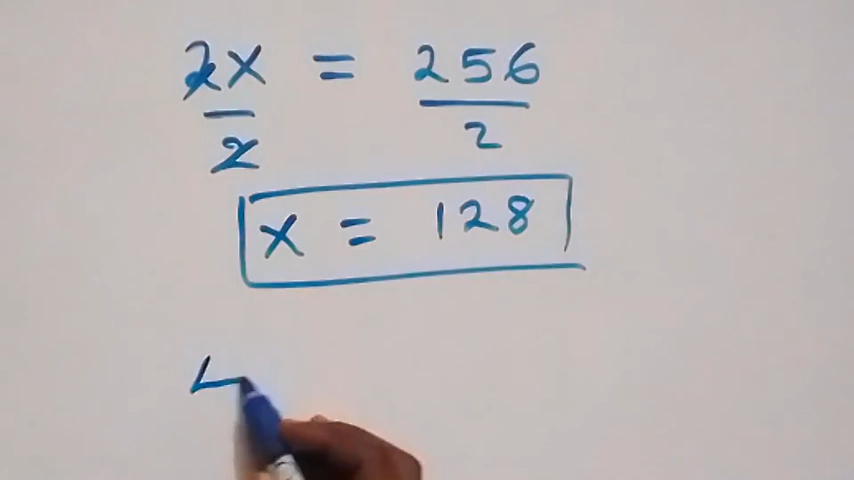 2x = 256
2 2
x = 128